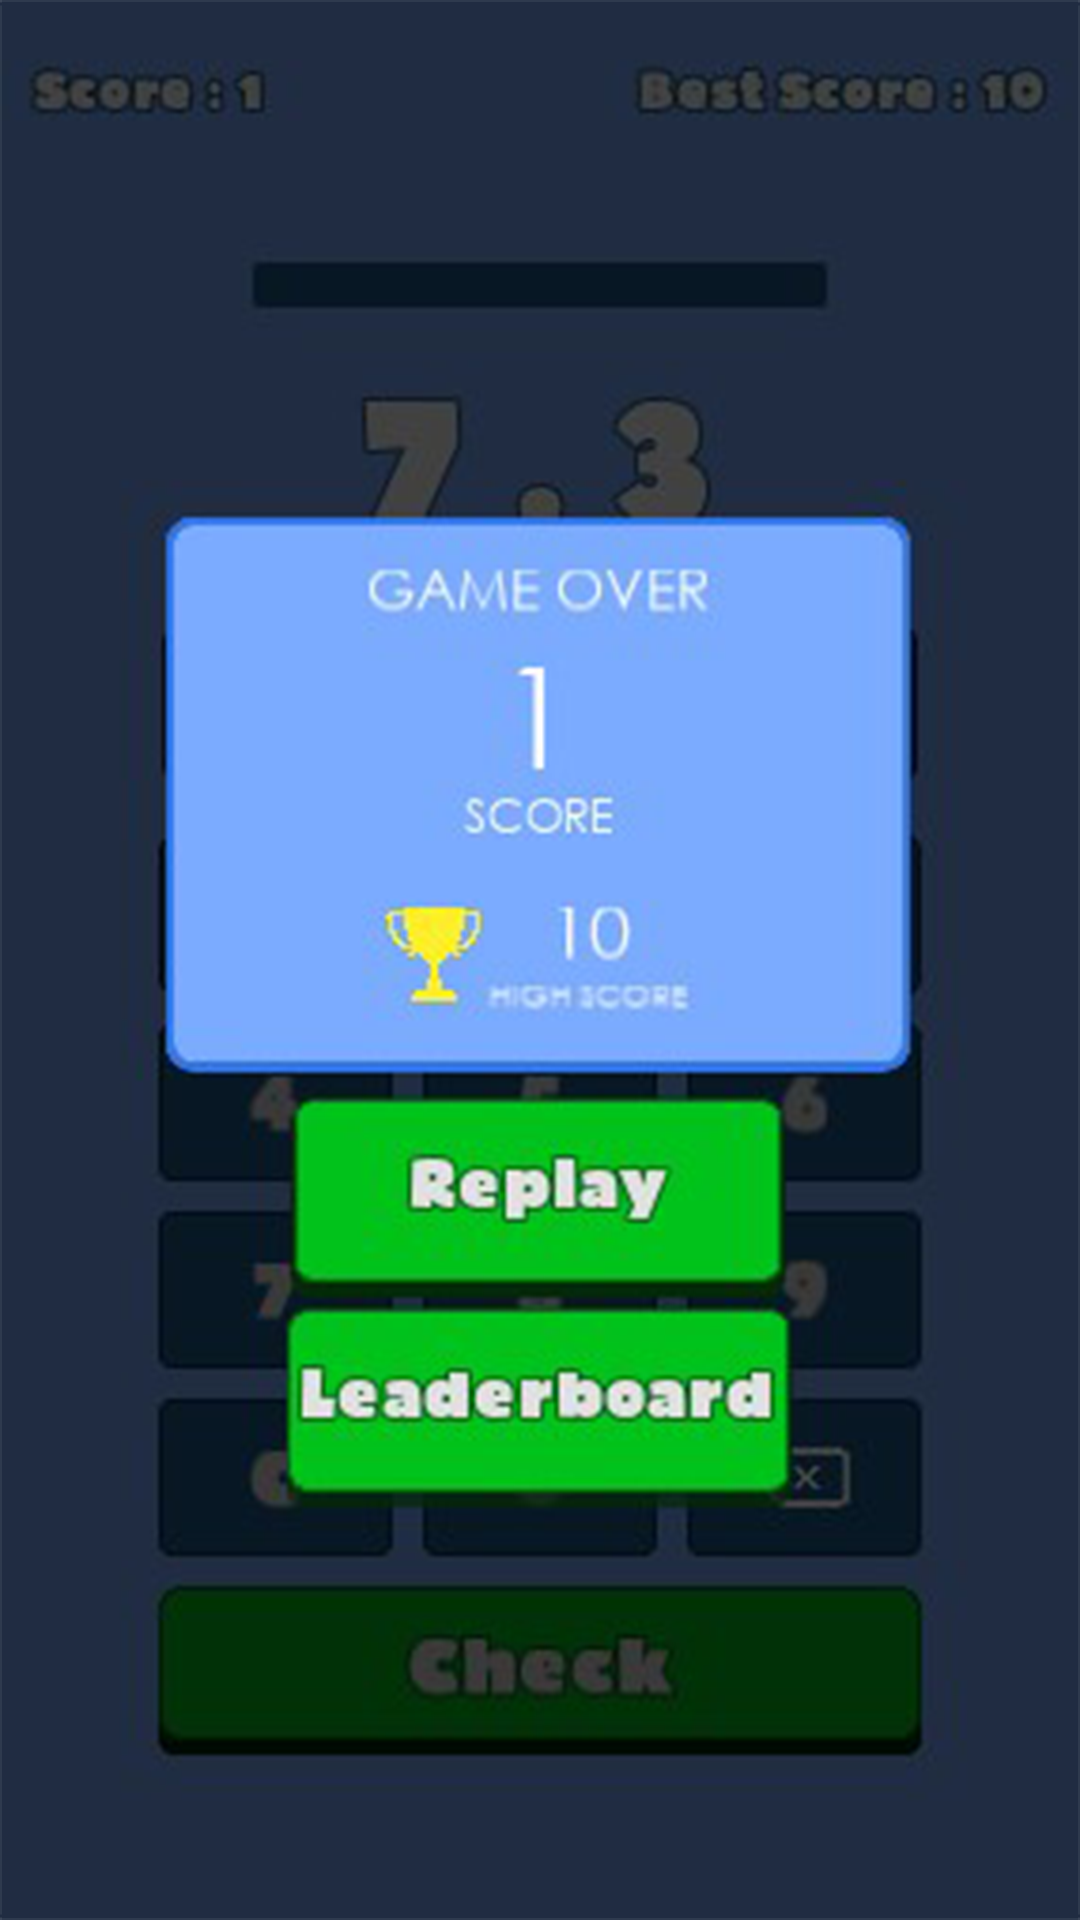 Score : 1
Best Score : 10
7 . 3
GAME OVER
1
SCORE
10
HIGH SCORE
4 6
Replay
7 9
Leaderboard
Check